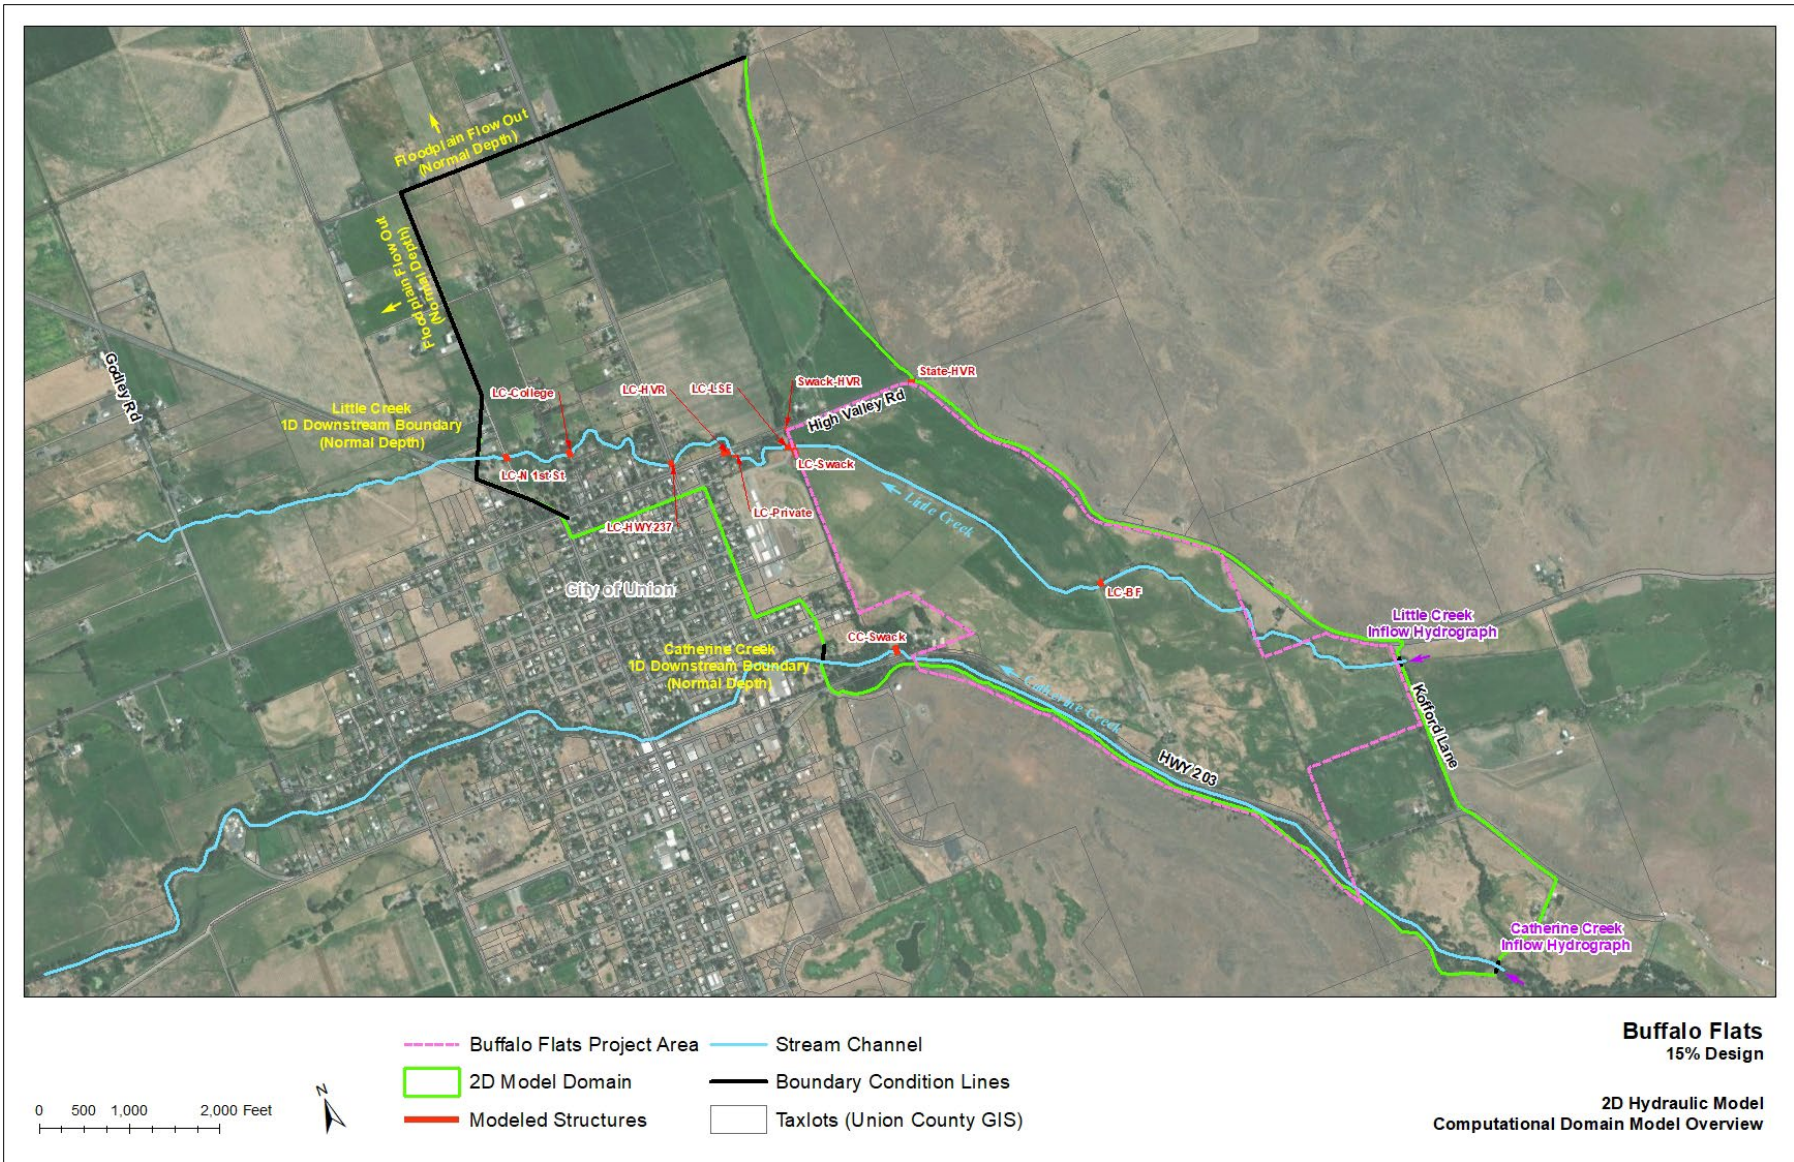 Floodplain Flow Out
(Normal Depth)
Floodplain Flow Out
(Normal Depth)
Godley Rd
Little Creek
1D Downstream Boundary
(Normal Depth)
LC-College
LC-HVR
LC-LSE
Swack-HVR
State-HVR
High Valley Rd
LC-Swack
LC-N 1st St
LC-HWY237
LC-Private
Little Creek
City of Union
LC-BF
CC-Swack
Catherine Creek
1D Downstream Boundary
(Normal Depth)
Catherine Creek
HWY 203
Little Creek
Inflow Hydrograph
Kofford Lane
Catherine Creek
Inflow Hydrograph
Buffalo Flats Project Area
2D Model Domain
Modeled Structures
Stream Channel
Boundary Condition Lines
Taxlots (Union County GIS)
0 500 1,000 2,000 Feet
N
Buffalo Flats
15% Design
2D Hydraulic Model
Computational Domain Model Overview